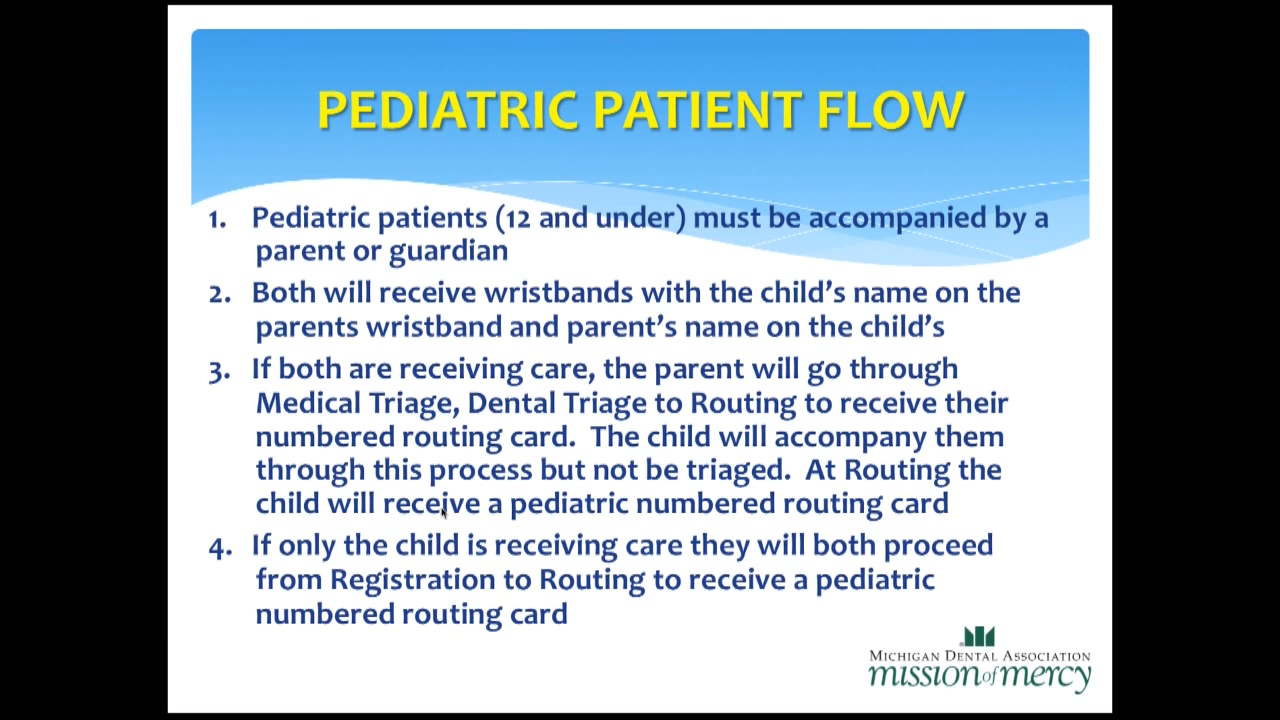 PEDIATRIC PATIENT FLOW
1. Pediatric patients (12 and under) must be accompanied by a
parent or guardian
2. Both will receive wristbands with the child's name on the
parents wristband and parent's name on the child's
3. If both are receiving care, the parent will go through
Medical Triage, Dental Triage to Routing to receive their
numbered routing card. The child will accompany them
through this process but not be triaged. At Routing the
child will receive a pediatric numbered routing card
4. If only the child is receiving care they will both proceed
from Registration to Routing to receive a pediatric
numbered routing card
MICHIGAN DENTAL ASSOCIATION
mission of mercy